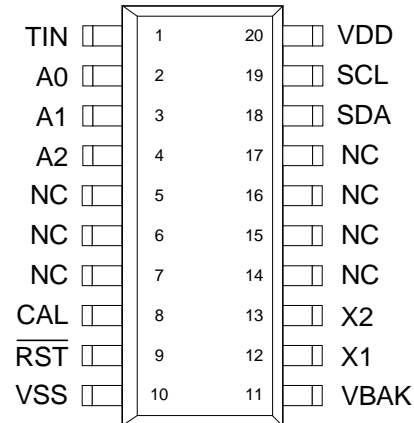 TIN 1 20 VDD
A0 2 19 SCL
A1 3 18 SDA
A2 4 17 NC
NC 5 16 NC
NC 6 15 NC
NC 7 14 NC
CAL 8 13 X2
RST 9 12 X1
VSS 10 11 VBAK